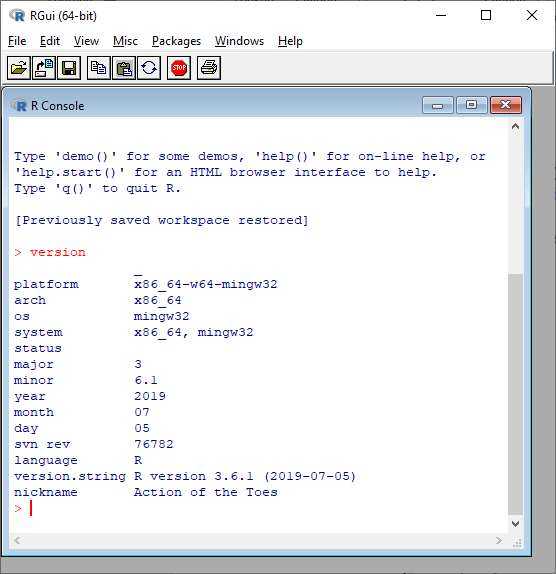 RGui (64-bit)
File Edit View Misc Packages Windows Help
STOP
R Console
Type 'demo()' for some demos, 'help()' for on-line help, or
'help.start()' for an HTML browser interface to help.
Type 'q()' to quit R.
[Previously saved workspace restored]
> version
_
platform x86_64-w64-mingw32
arch x86_64
os mingw32
system x86_64, mingw32
status
major 3
minor 6.1
year 2019
month 07
day 05
svn rev 76782
language R
version.string R version 3.6.1 (2019-07-05)
nickname Action of the Toes
>